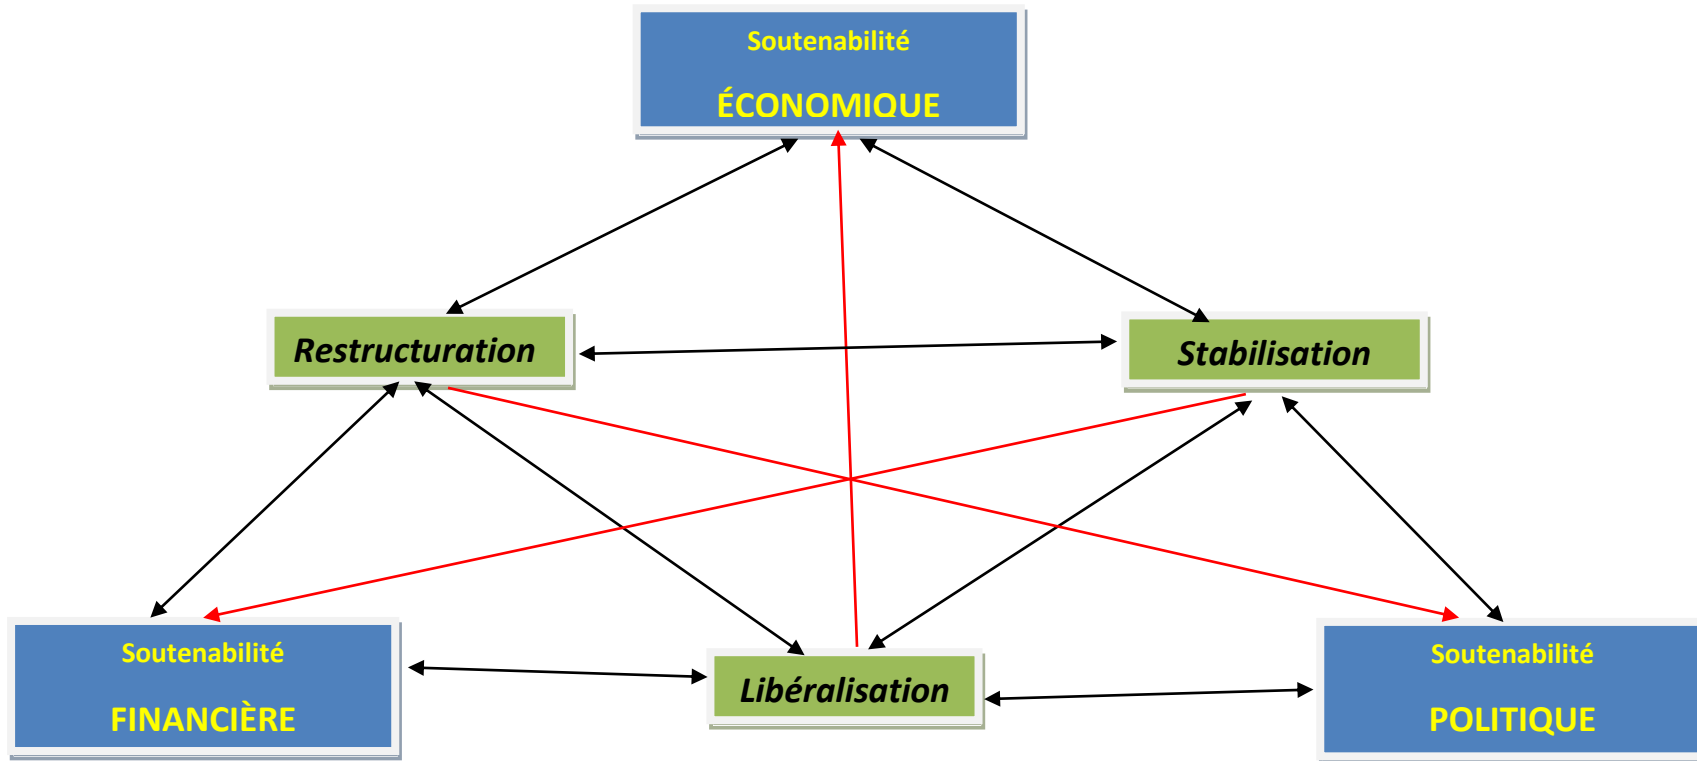 Soutenabilité
ÉCONOMIQUE
Restructuration
Stabilisation
Soutenabilité
FINANCIÈRE
Libéralisation
Soutenabilité
POLITIQUE